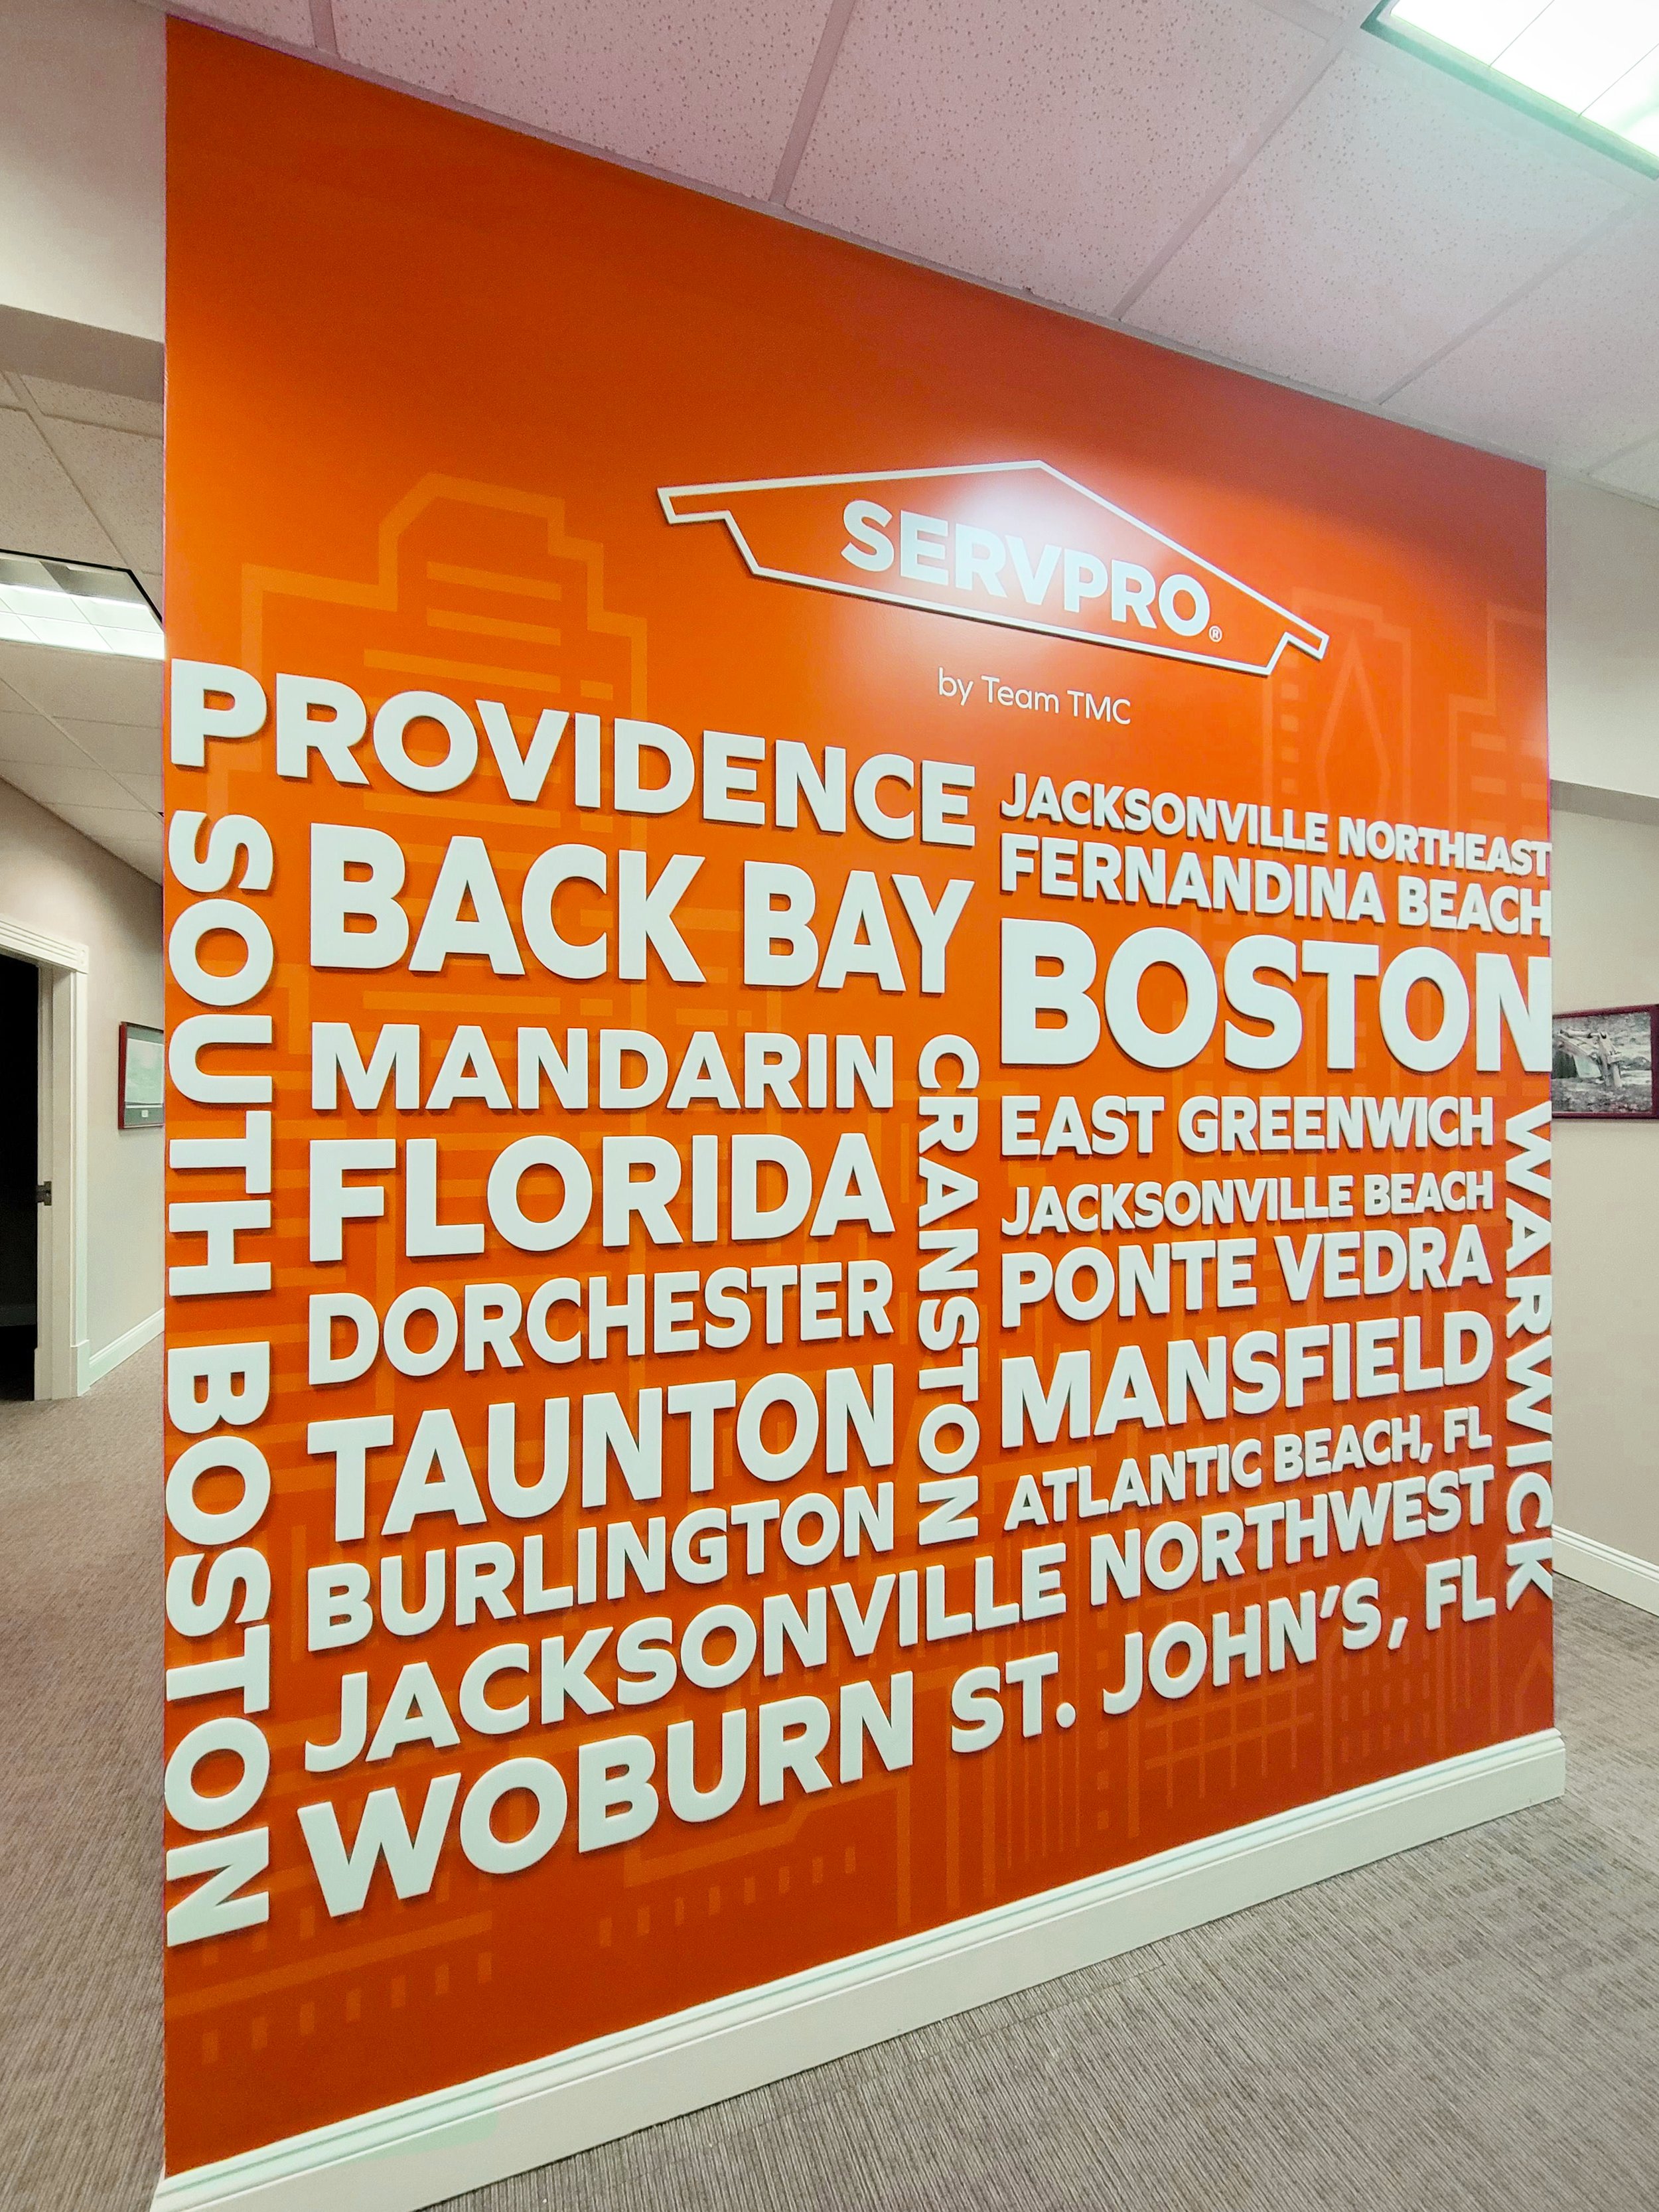 SERVPRO®
by Team TMC
PROVIDENCE
SOUTH BOSTON
BACK BAY
MANDARIN
FLORIDA
DORCHESTER
TAUNTON
BURLINGTON
CRANSTON
JACKSONVILLE NORTHEAST
FERNANDINA BEACH
BOSTON
EAST GREENWICH
JACKSONVILLE BEACH
PONTE VEDRA
MANSFIELD
ATLANTIC BEACH, FL
WARWICK
JACKSONVILLE NORTHWEST
WOBURN ST. JOHN'S, FL